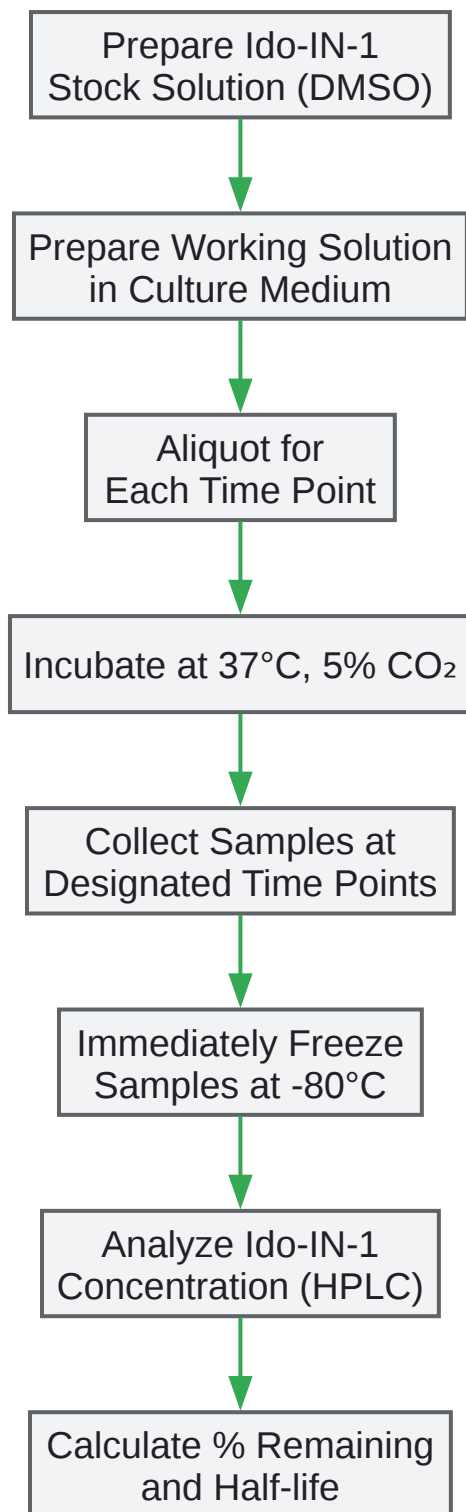 Prepare Ido-IN-1
Stock Solution (DMSO)
Prepare Working Solution
in Culture Medium
Aliquot for
Each Time Point
Incubate at 37°C, 5% CO₂
Collect Samples at
Designated Time Points
Immediately Freeze
Samples at -80°C
Analyze Ido-IN-1
Concentration (HPLC)
Calculate % Remaining
and Half-life